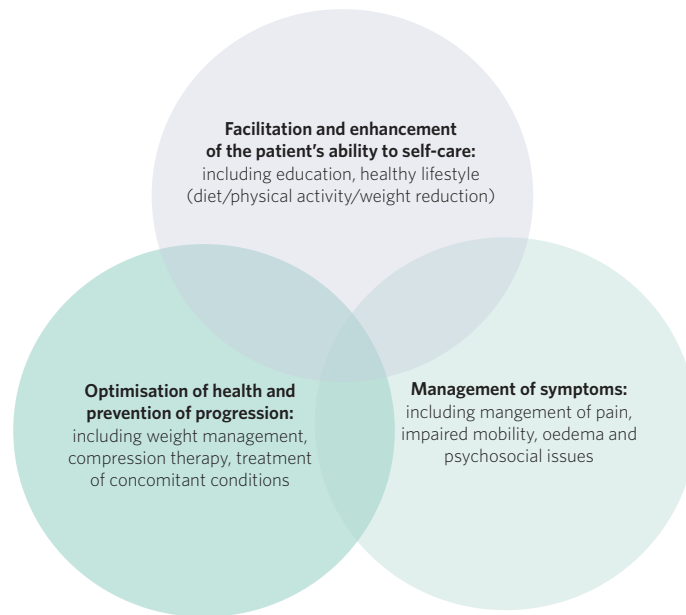 Facilitation and enhancement
of the patient's ability to self-care:
including education, healthy lifestyle
(diet/physical activity/weight reduction)
Optimisation of health and
prevention of progression:
including weight management,
compression therapy, treatment
of concomitant conditions
Management of symptoms:
including mangement of pain,
impaired mobility, oedema and
psychosocial issues